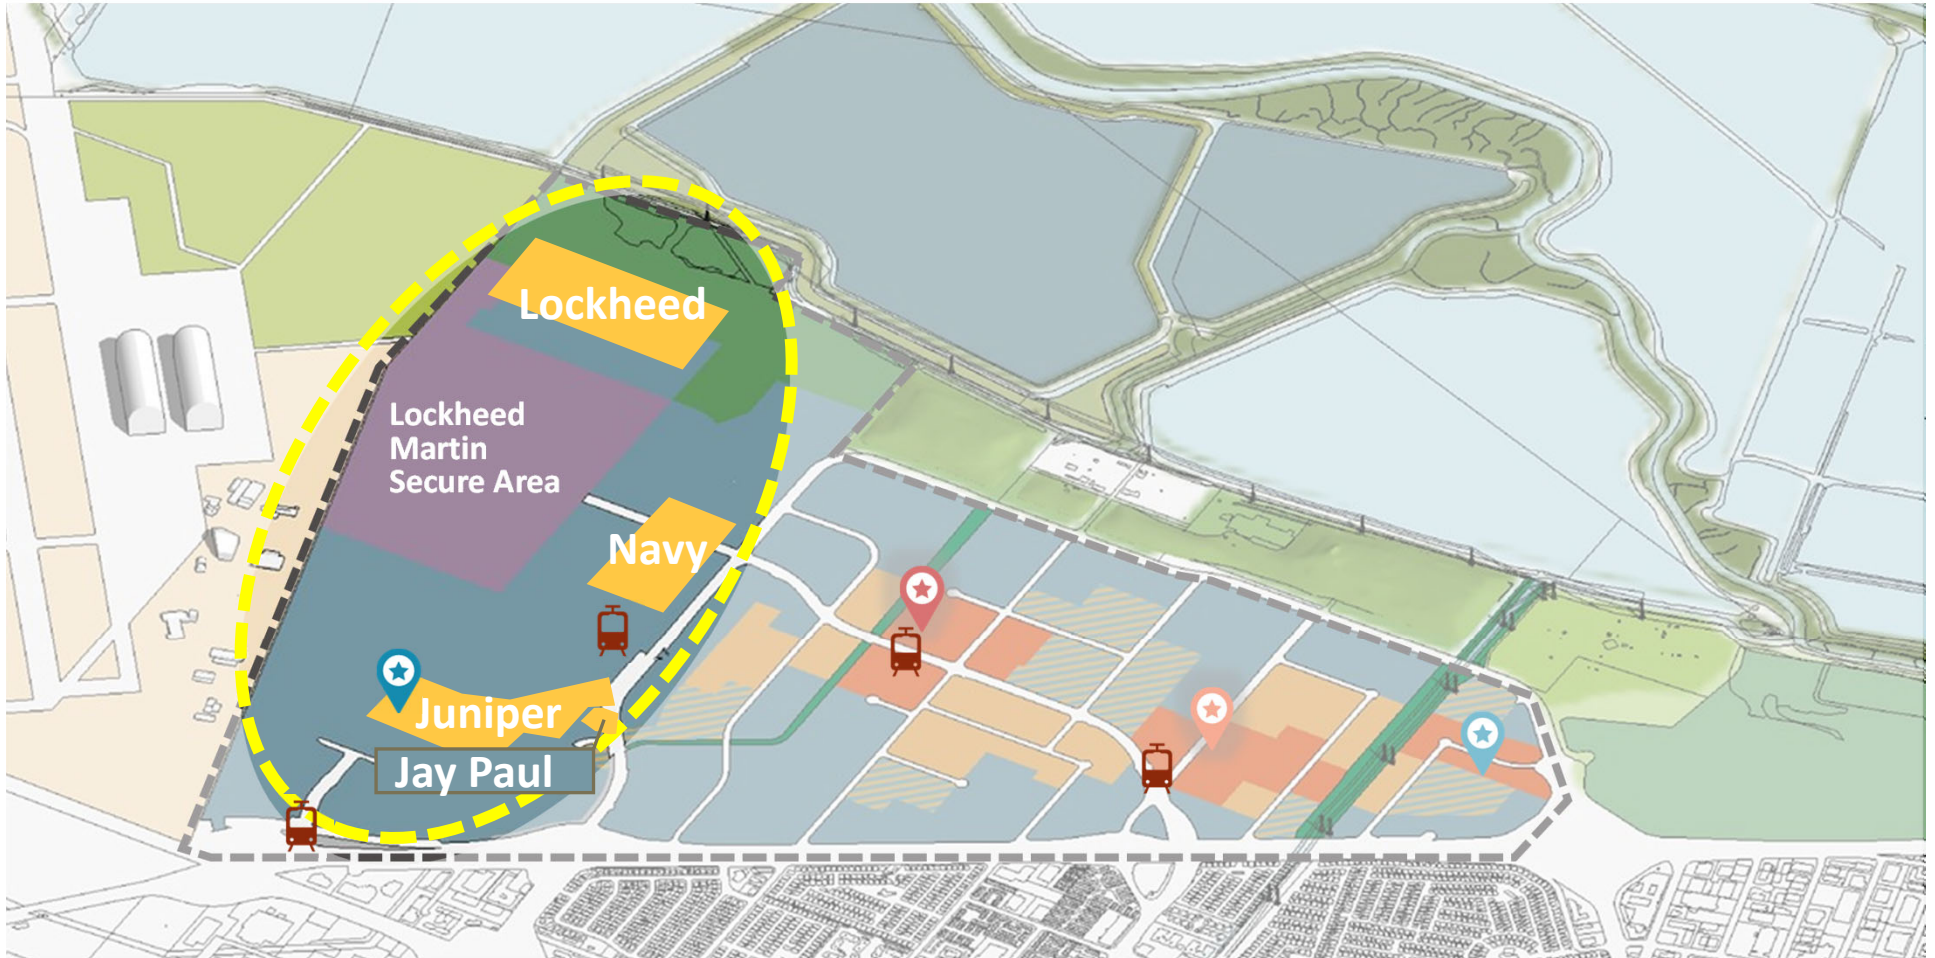 Lockheed
Lockheed
Martin
Secure Area
Navy
Juniper
Jay Paul